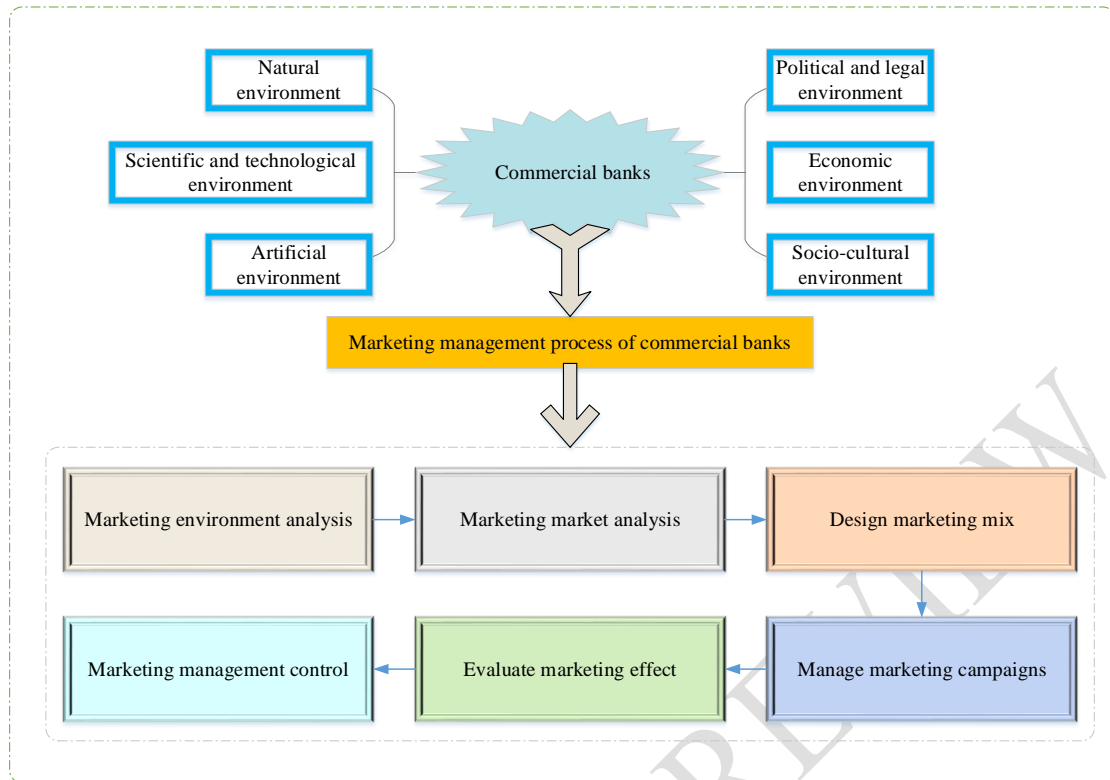 Natural
environment
Political and legal
environment
Scientific and technological
environment
Commercial banks
Economic
environment
Artificial
environment
Socio-cultural
environment
Marketing management process of commercial banks
Marketing environment analysis
Marketing market analysis
Design marketing mix
Marketing management control
Evaluate marketing effect
Manage marketing campaigns
REVIEW